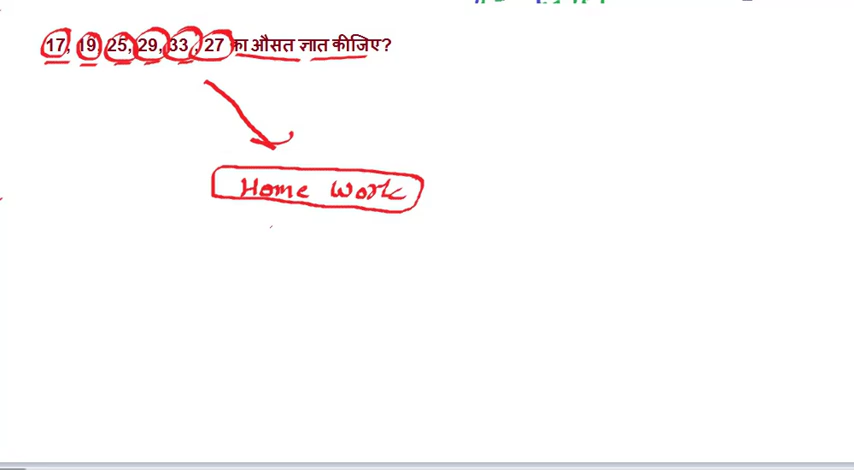 17, 19, 25, 29, 33 , 27 का औसत ज्ञात कीजिए?
Home Work